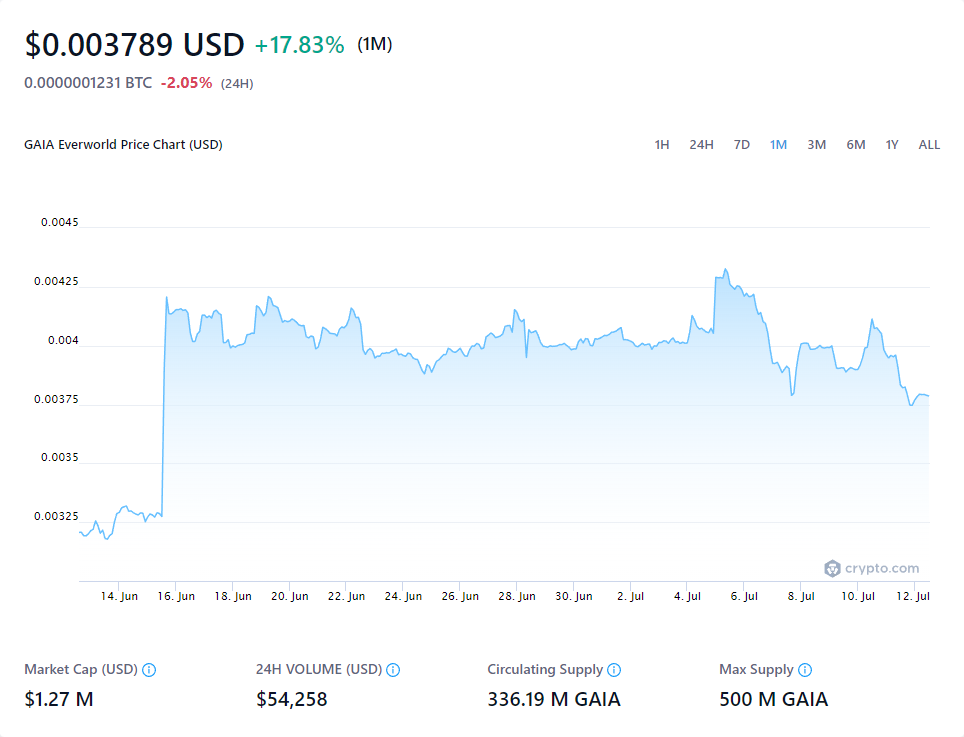 $0.003789 USD +17.83% (1M)
0.0000001231 BTC -2.05% (24H)
GAIA Everworld Price Chart (USD) 1H 24H 7D 1M 3M 6M 1Y ALL
0.0045
0.00425
0.004
0.00375
0.0035
0.00325
crypto.com
14. Jun 16. Jun 18. Jun 20. Jun 22. Jun 24. Jun 26. Jun 28. Jun 30. Jun 2. Jul 4. Jul 6. Jul 8. Jul 10. Jul 12. Jul
Market Cap (USD) 24H VOLUME (USD) Circulating Supply Max Supply
$1.27 M $54,258 336.19 M GAIA 500 M GAIA